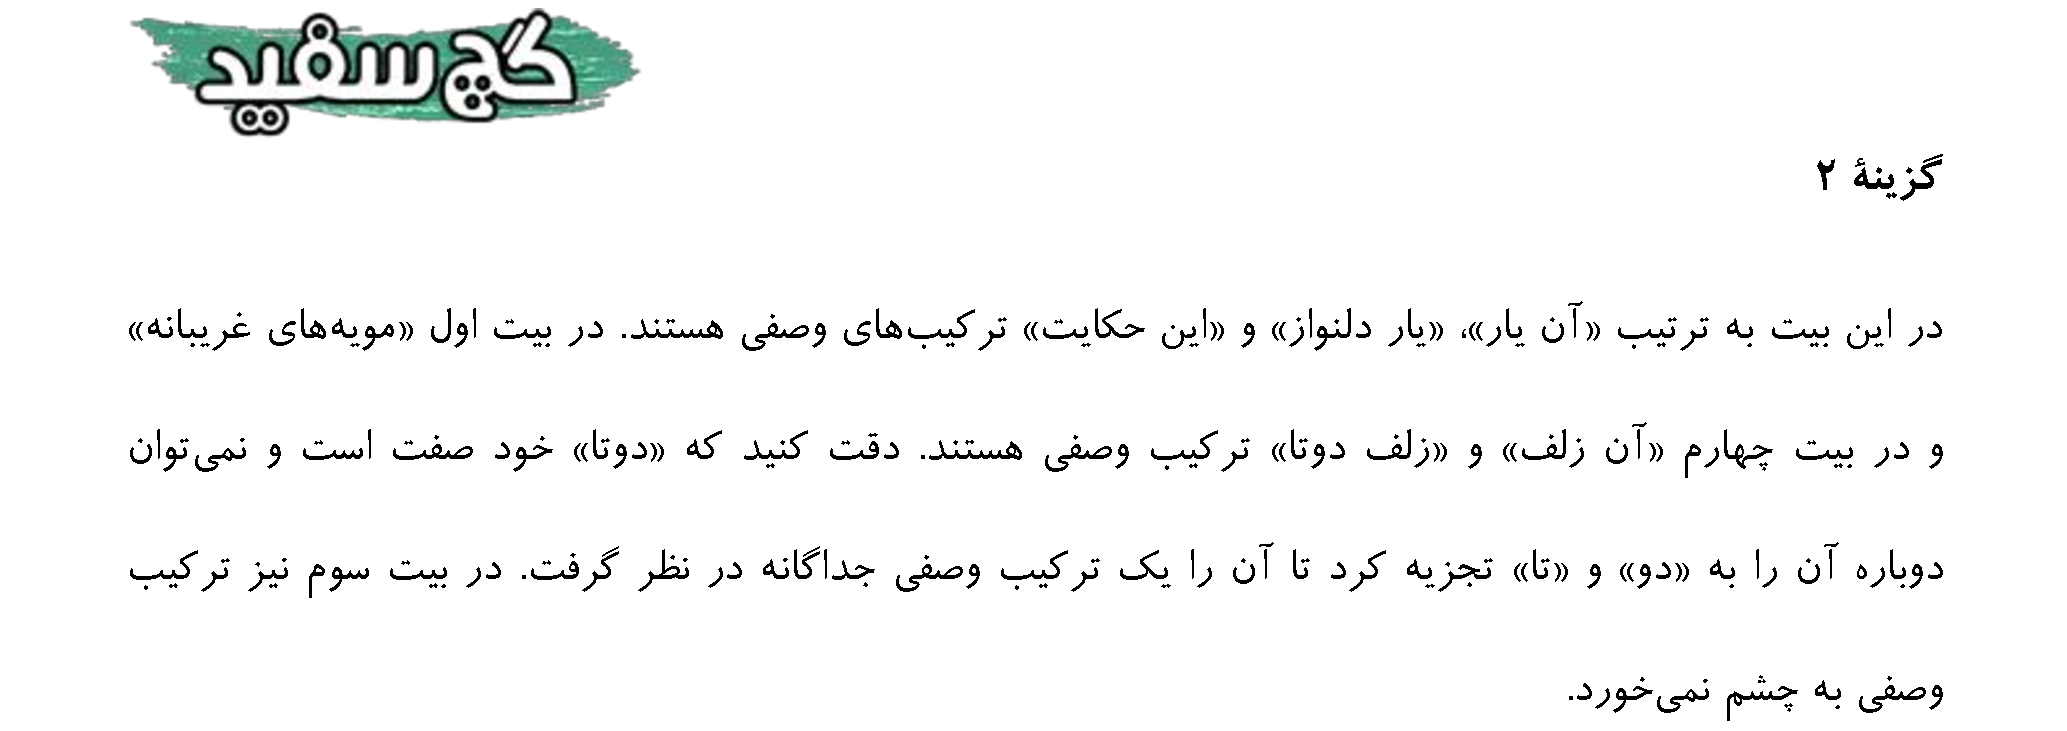 گچ سفید
گزینهٔ ۲
در این بیت به ترتیب «آن یار»، «یار دلنواز» و «این حکایت» ترکیب‌های وصفی هستند. در بیت اول «مویه‌های غریبانه»
و در بیت چهارم «آن زلف» و «زلف دوتا» ترکیب وصفی هستند. دقت کنید که «دوتا» خود صفت است و نمی‌توان
دوباره آن را به «دو» و «تا» تجزیه کرد تا آن را یک ترکیب وصفی جداگانه در نظر گرفت. در بیت سوم نیز ترکیب
وصفی به چشم نمی‌خورد.